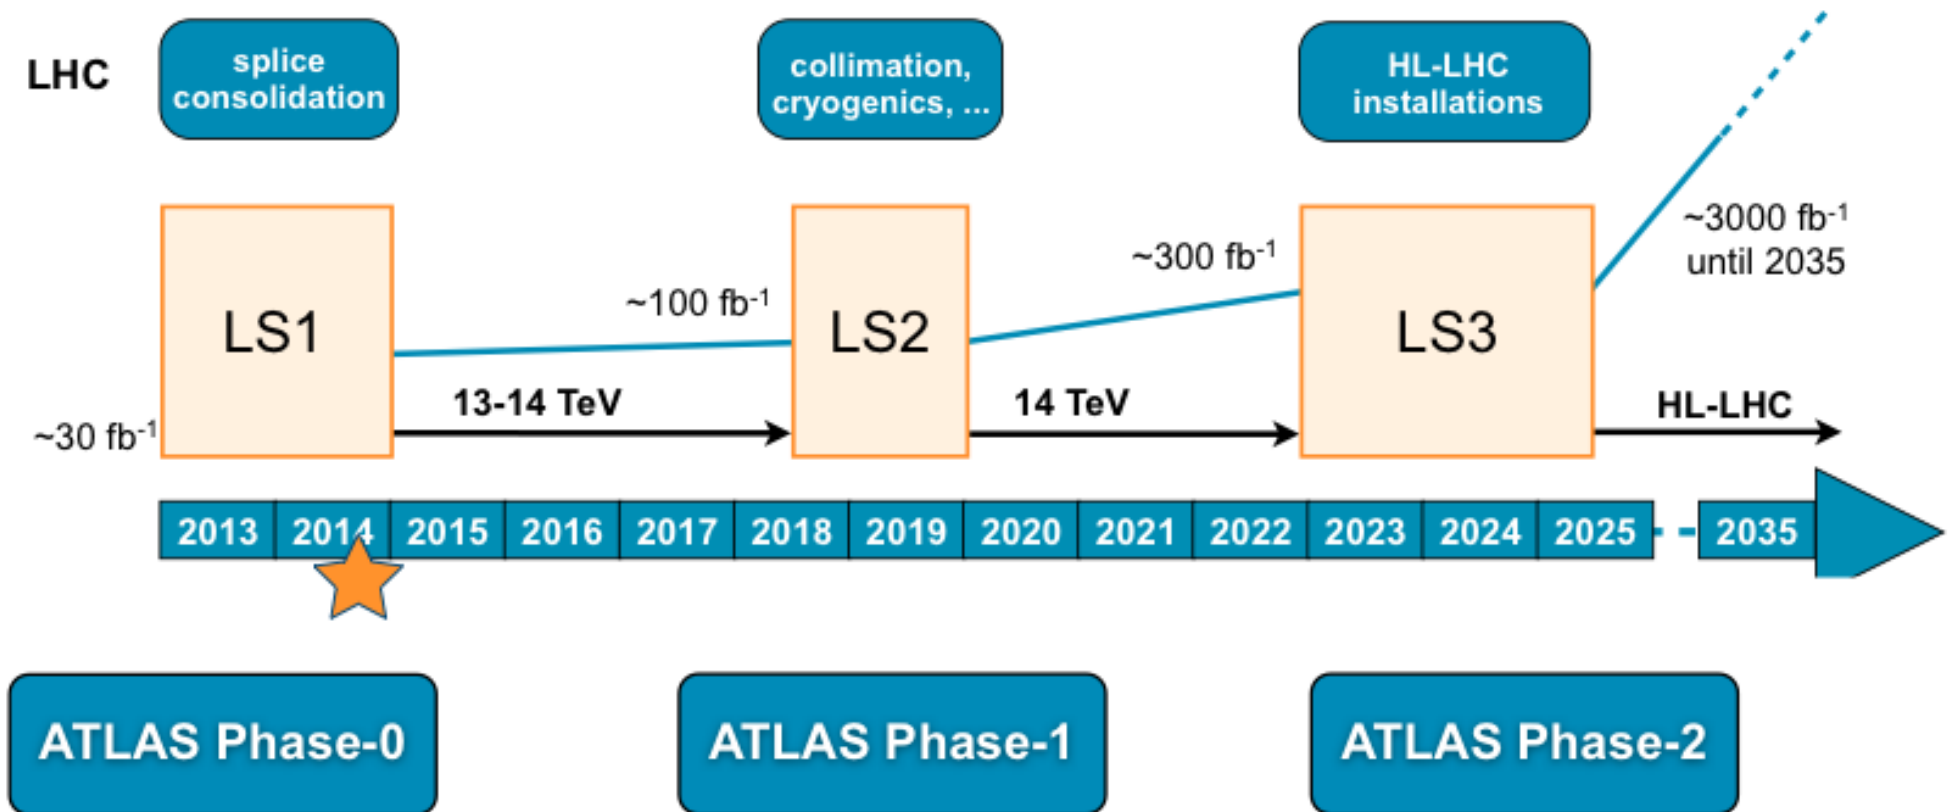 LHC
splice
consolidation
collimation,
cryogenics, ...
HL-LHC
installations
LS1
LS2
LS3
~30 fb⁻¹
~100 fb⁻¹
~300 fb⁻¹
~3000 fb⁻¹
until 2035
13-14 TeV
14 TeV
HL-LHC
2013 2014 2015 2016 2017 2018 2019 2020 2021 2022 2023 2024 2025 2035
ATLAS Phase-0
ATLAS Phase-1
ATLAS Phase-2